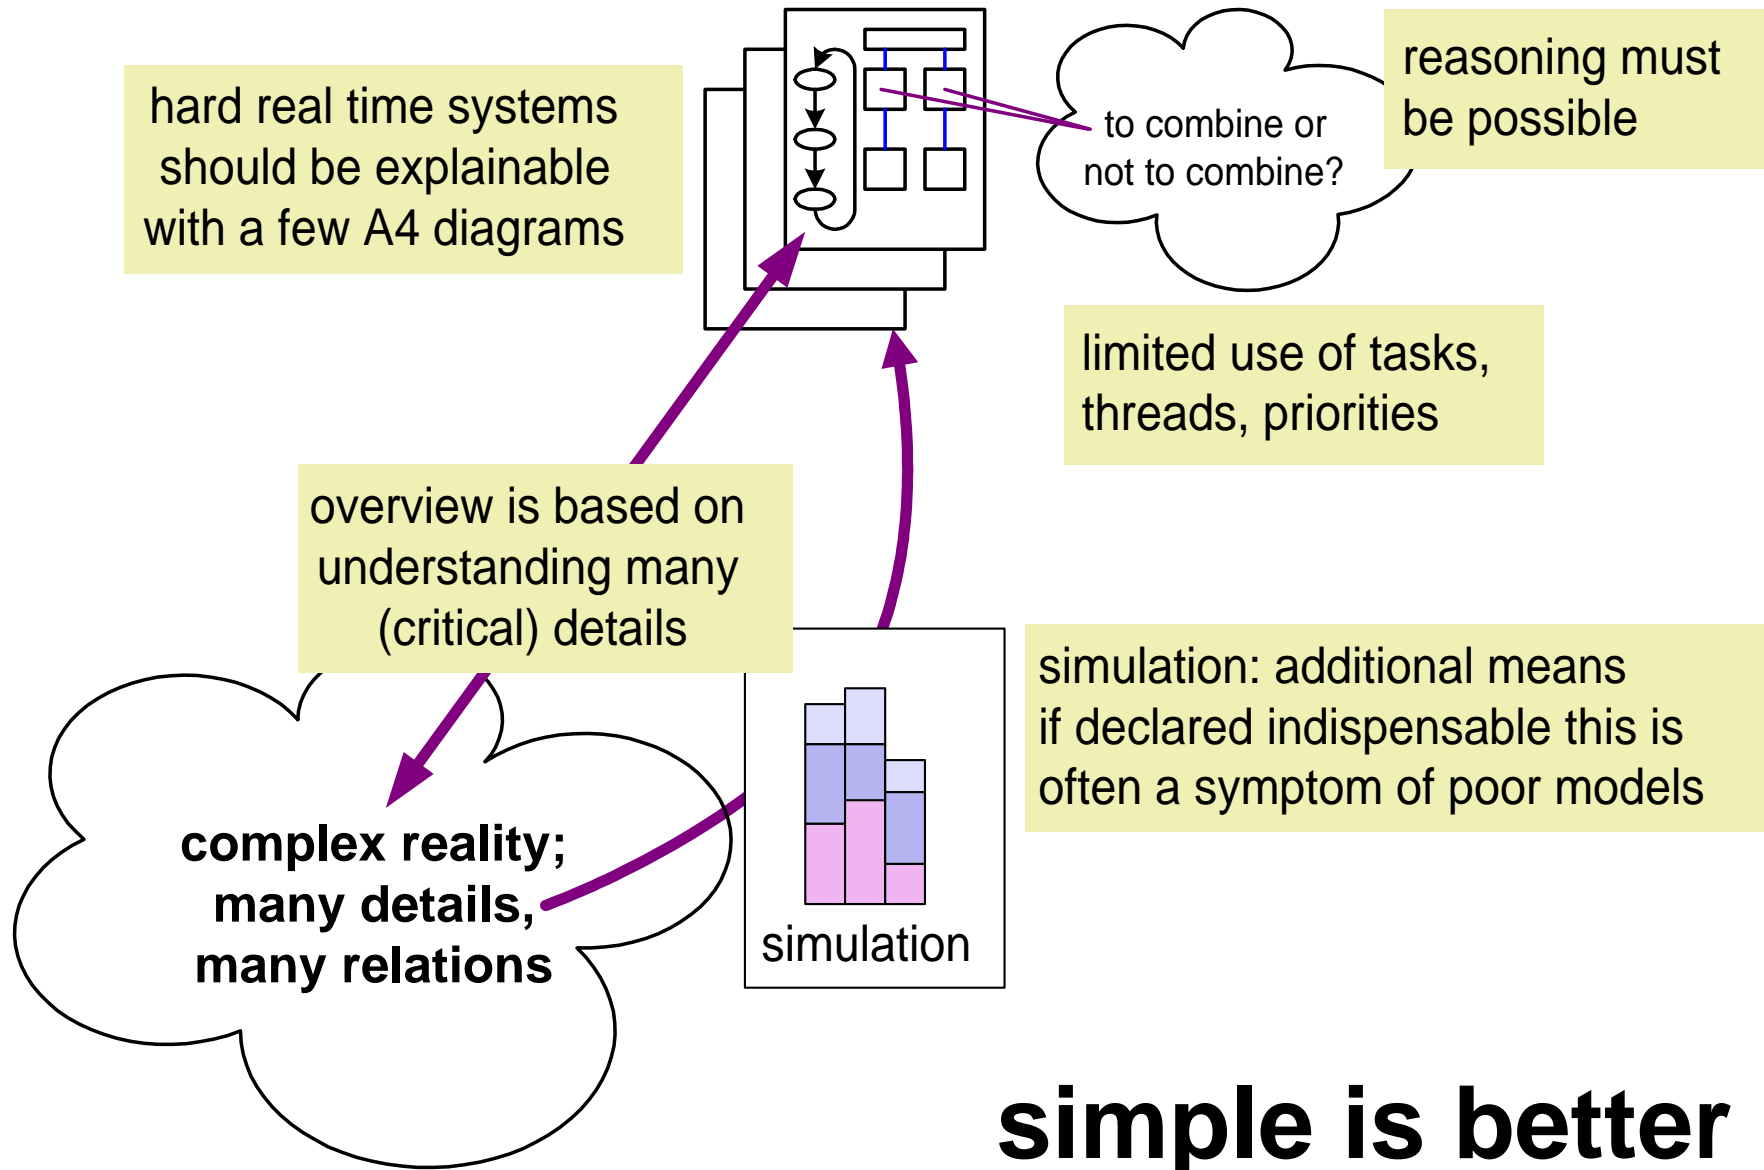 hard real time systems
should be explainable
with a few A4 diagrams
to combine or
not to combine?
reasoning must
be possible
limited use of tasks,
threads, priorities
overview is based on
understanding many
(critical) details
simulation: additional means
if declared indispensable this is
often a symptom of poor models
complex reality;
many details,
many relations
simulation
simple is better